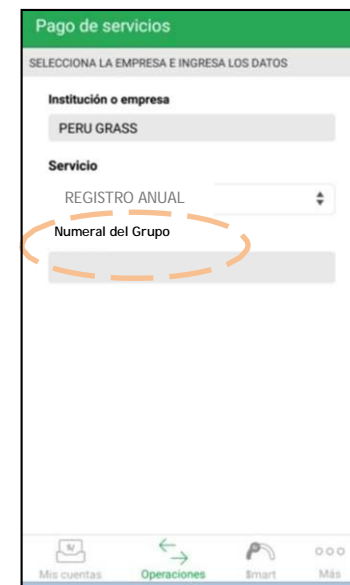 Pago de servicios
SELECCIONA LA EMPRESA E INGRESA LOS DATOS
Institución o empresa
PERU GRASS
Servicio
REGISTRO ANUAL
Numeral del Grupo
S/
Mis cuentas Operaciones Smart Más